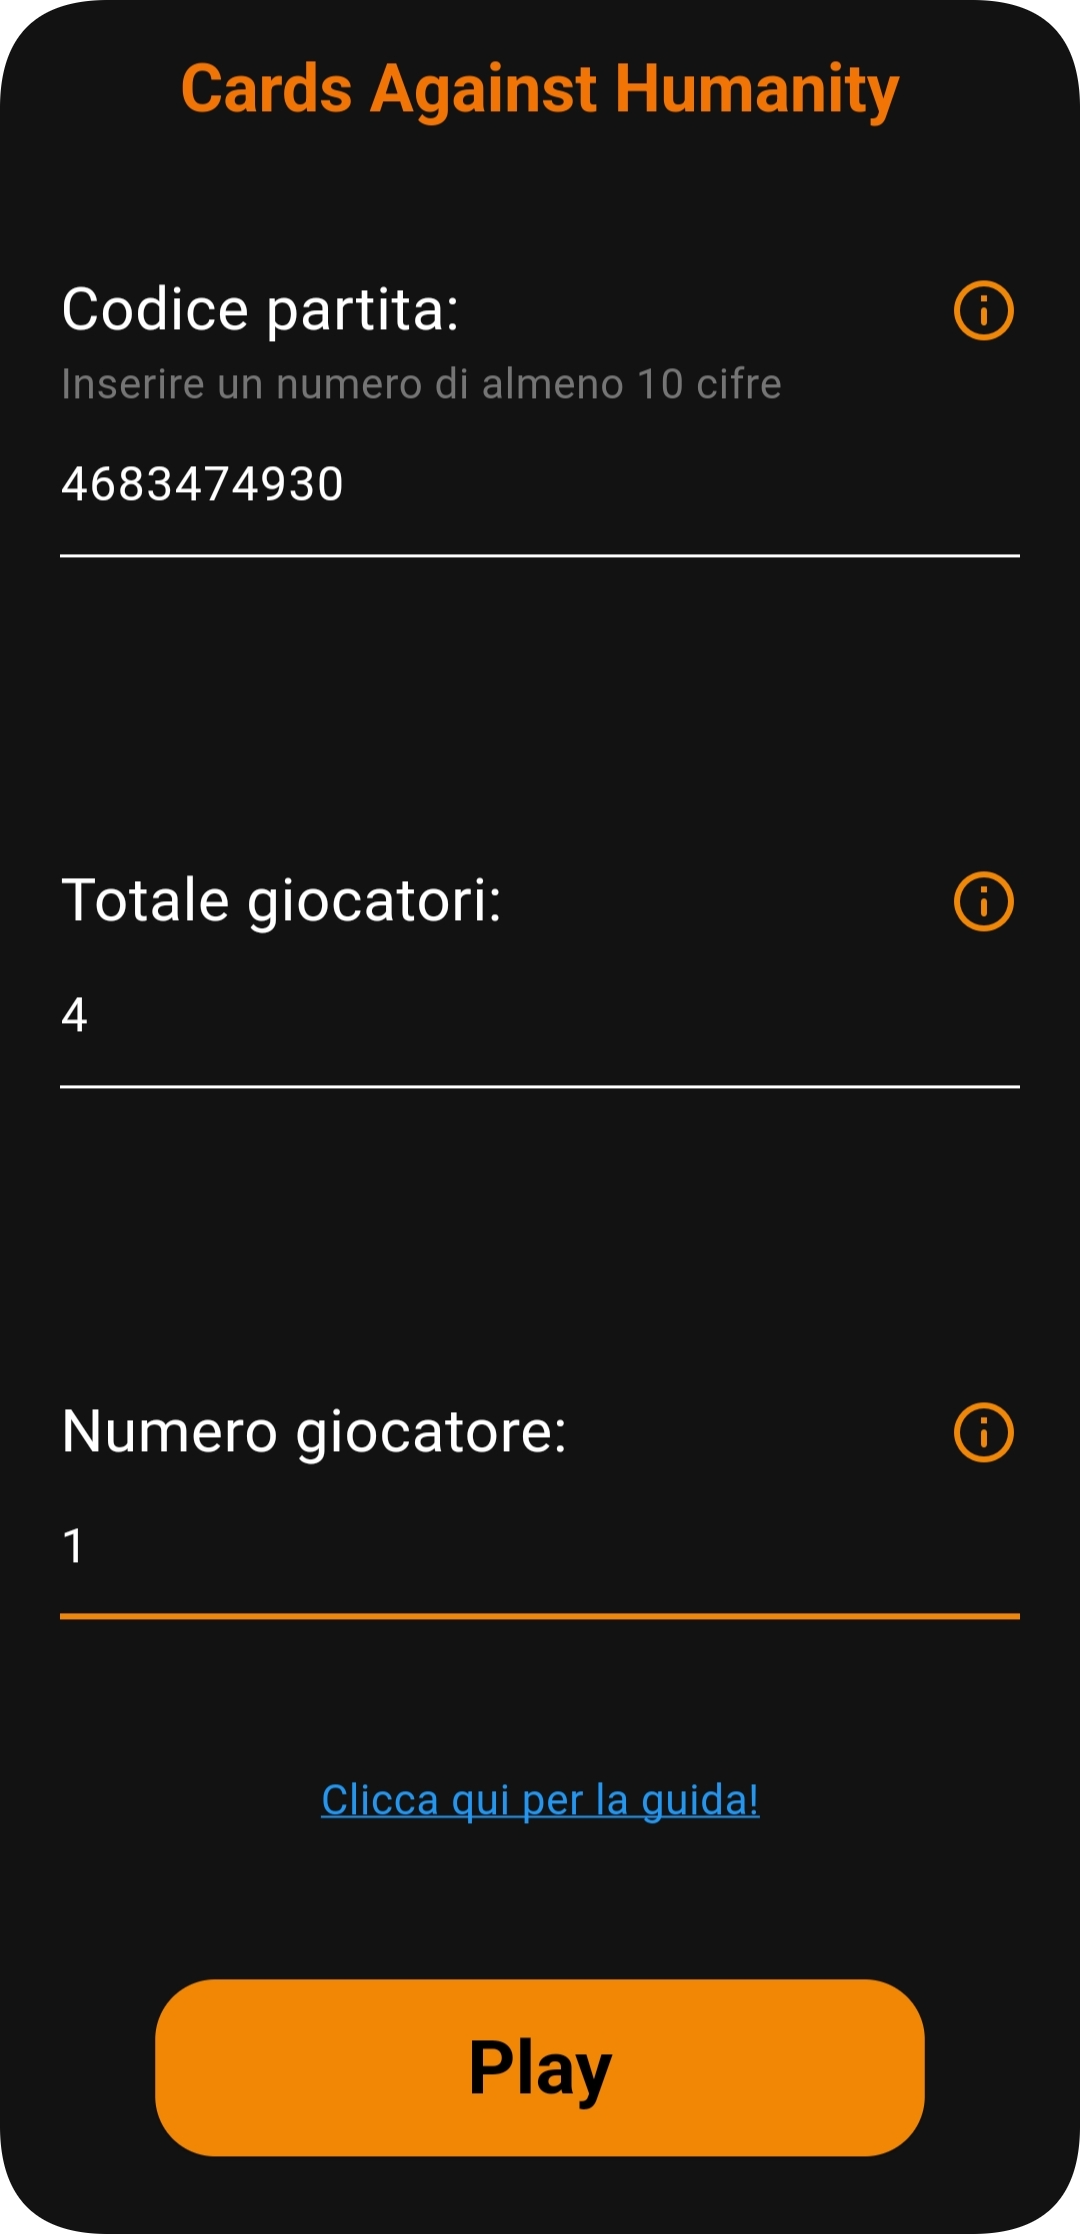 Cards Against Humanity
Codice partita:
Inserire un numero di almeno 10 cifre
4683474930
Totale giocatori:
4
Numero giocatore:
1
Clicca qui per la guida!
Play